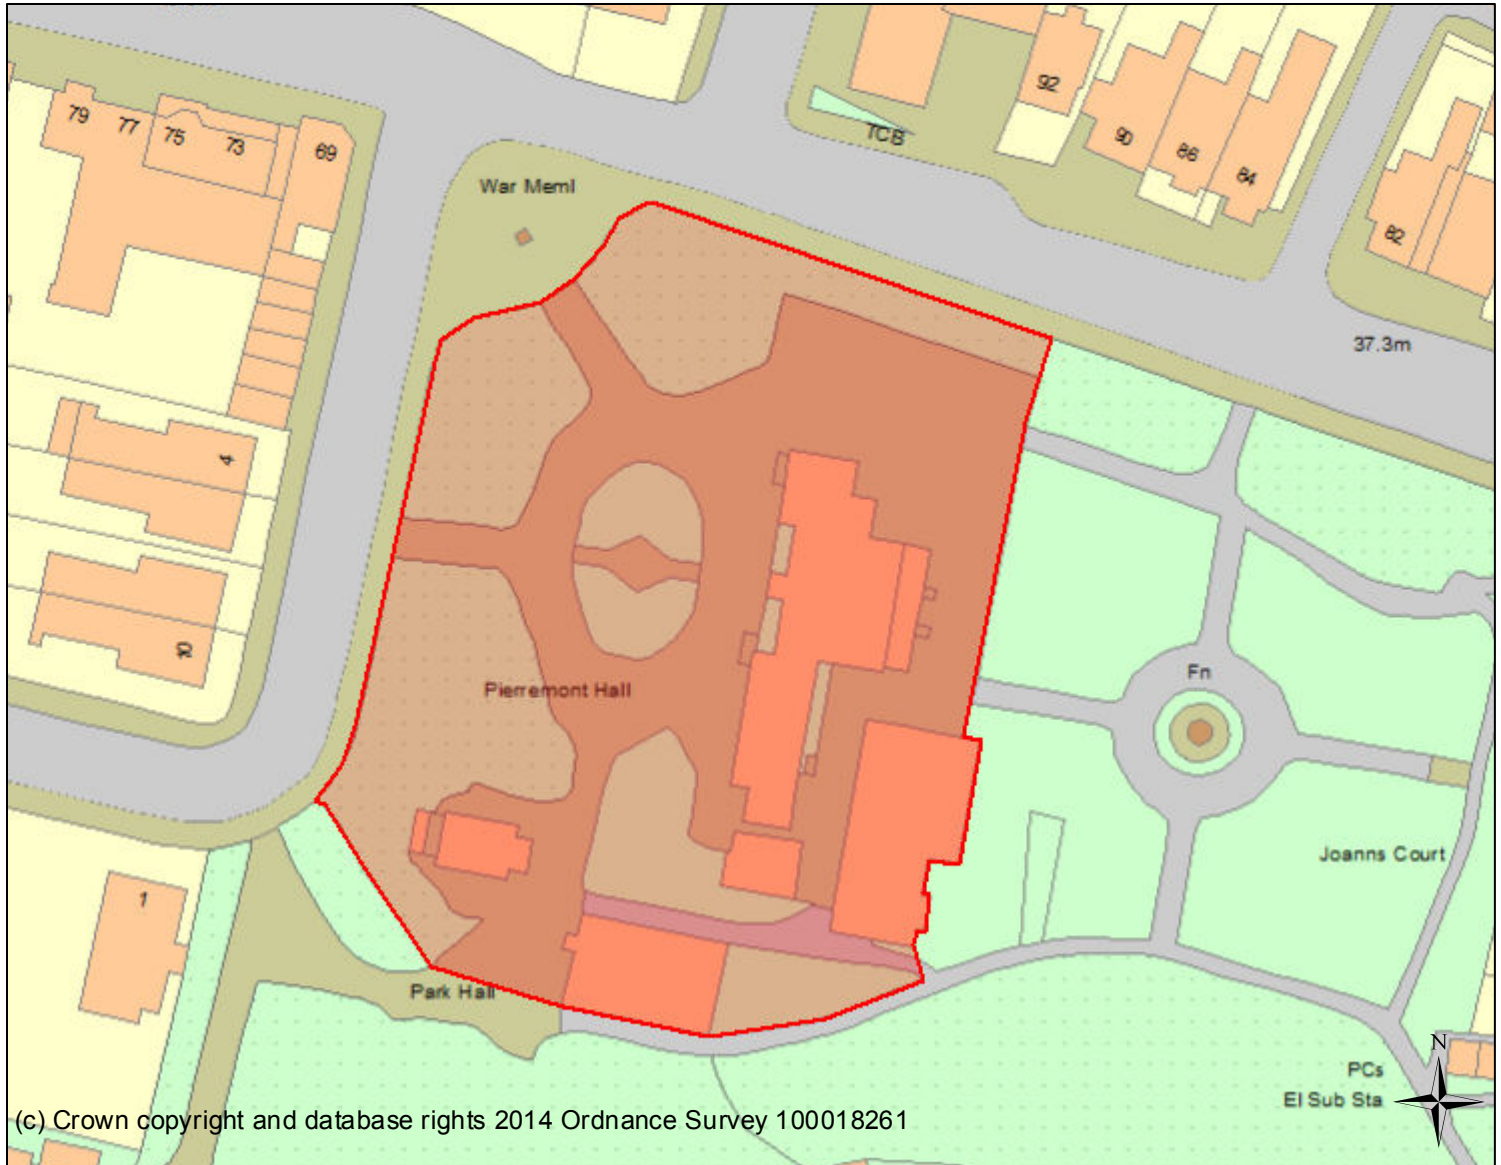 92
79
77
75
73
69
TCB
90
86
84
War Meml
82
37.3m
4
10
Fn
Pierremont Hall
Joanns Court
1
Park Hall
N
PCs
El Sub Sta
(c) Crown copyright and database rights 2014 Ordnance Survey 100018261